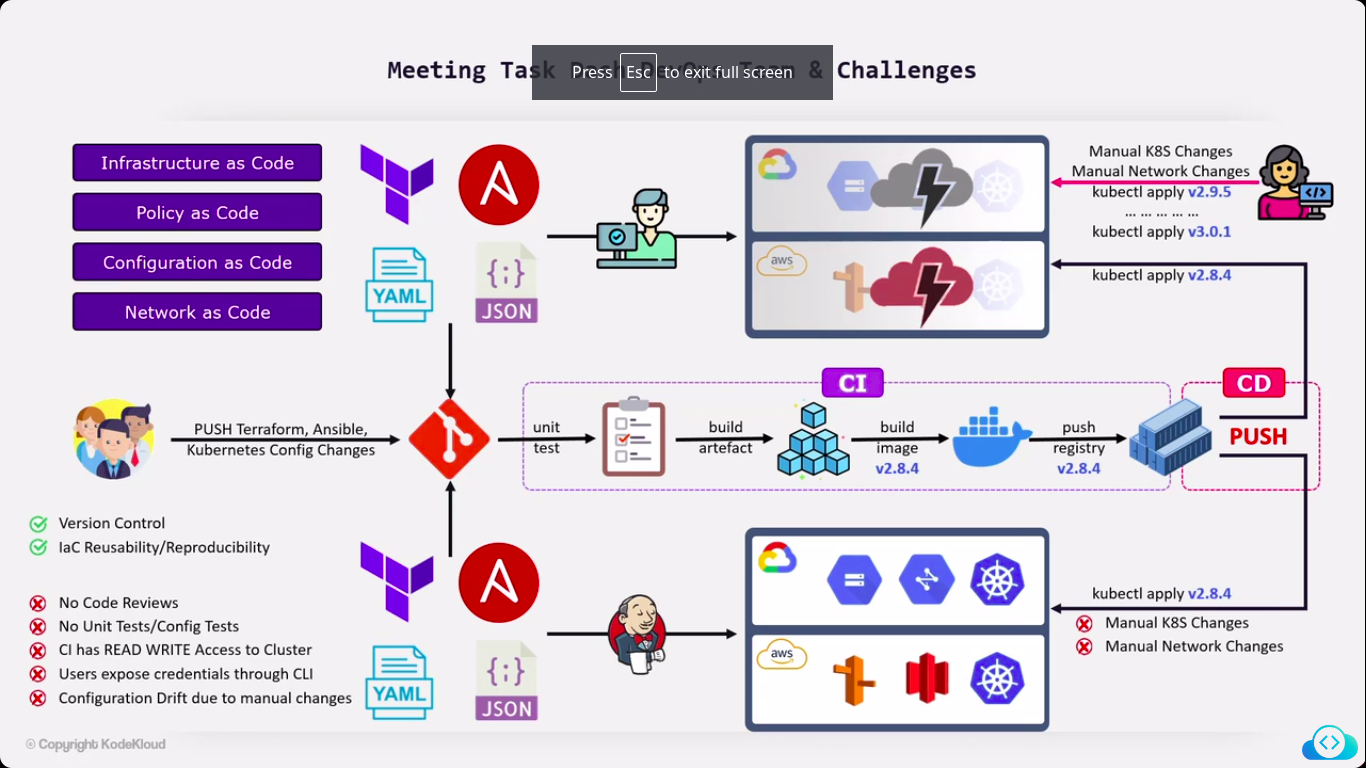 Meeting Task & Challenges
Press Esc to exit full screen
Infrastructure as Code
Policy as Code
Configuration as Code
Network as Code
YAML
{;}
JSON
aws
Manual K8S Changes
Manual Network Changes
kubectl apply v2.9.5
... ... ... ... ...
kubectl apply v3.0.1
kubectl apply v2.8.4
</>
CI
CD
PUSH Terraform, Ansible,
Kubernetes Config Changes
unit
test
build
artefact
build
image
v2.8.4
push
registry
v2.8.4
PUSH
Version Control
IaC Reusability/Reproducibility
No Code Reviews
No Unit Tests/Config Tests
CI has READ WRITE Access to Cluster
Users expose credentials through CLI
Configuration Drift due to manual changes
YAML
{;}
JSON
aws
kubectl apply v2.8.4
Manual K8S Changes
Manual Network Changes
© Copyright KodeKloud